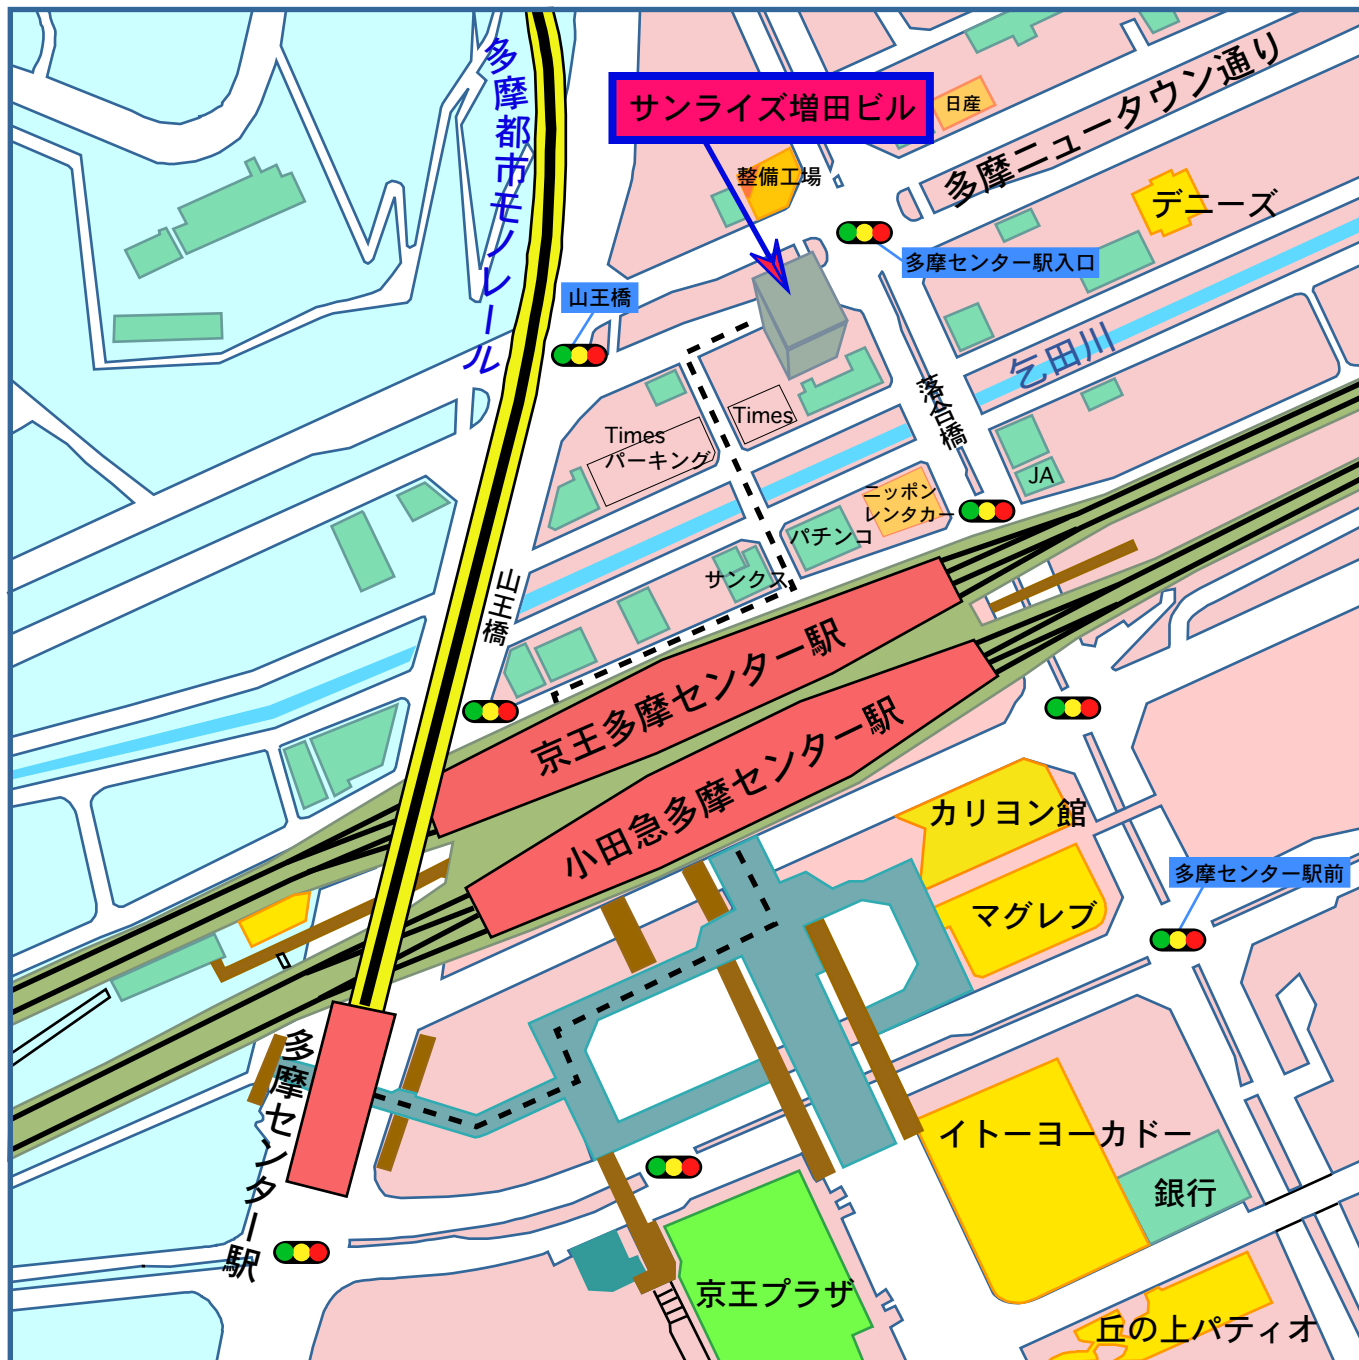 多摩都市モノレール
サンライズ増田ビル
日産
多摩ニュータウン通り
整備工場
デニーズ
多摩センター駅入口
山王橋
乞田川
落合橋
Times
Times
パーキング
JA
ニッポン
レンタカー
パチンコ
サンクス
山王橋
京王多摩センター駅
小田急多摩センター駅
カリヨン館
多摩センター駅前
マグレブ
多摩センター駅
イトーヨーカドー
銀行
京王プラザ
丘の上パティオ